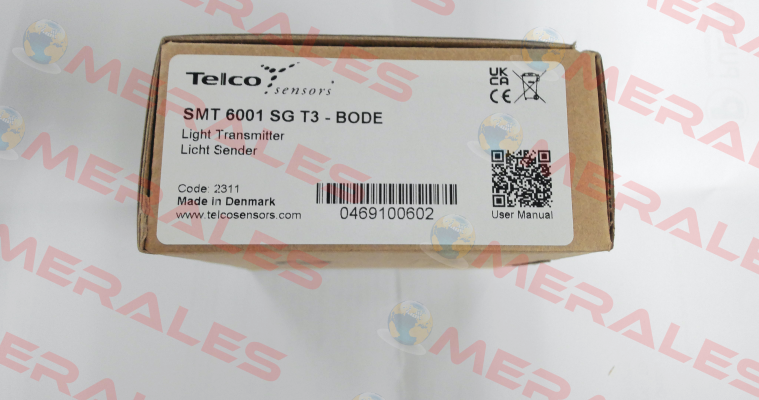 Telco sensors
UK CA
CE
SMT 6001 SG T3 - BODE
Light Transmitter
Licht Sender
Code: 2311
Made in Denmark
www.telcosensors.com
0469100602
User Manual
MERALES
MERALES
MERALES
MERALES
MERALES
MERALES